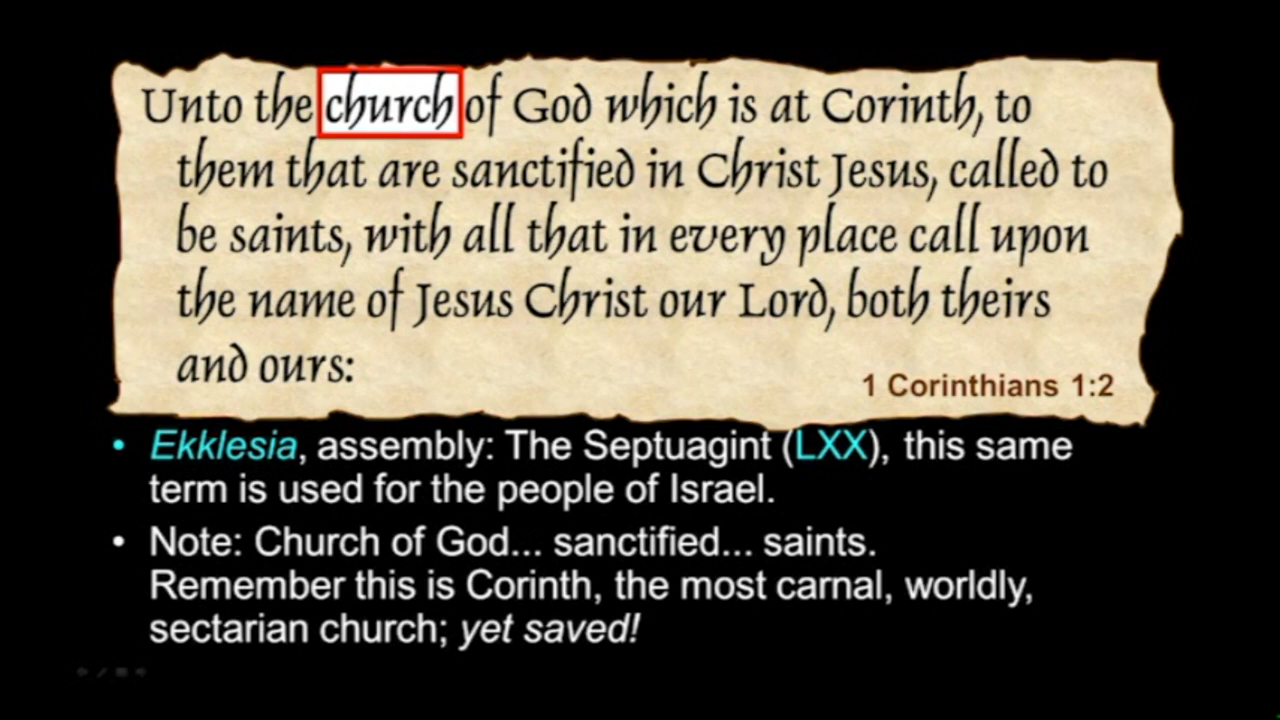 Unto the church of God which is at Corinth, to
them that are sanctified in Christ Jesus, called to
be saints, with all that in every place call upon
the name of Jesus Christ our Lord, both theirs
and ours:
1 Corinthians 1:2
• Ekklesia, assembly: The Septuagint (LXX), this same
term is used for the people of Israel.
• Note: Church of God... sanctified... saints.
Remember this is Corinth, the most carnal, worldly,
sectarian church; yet saved!